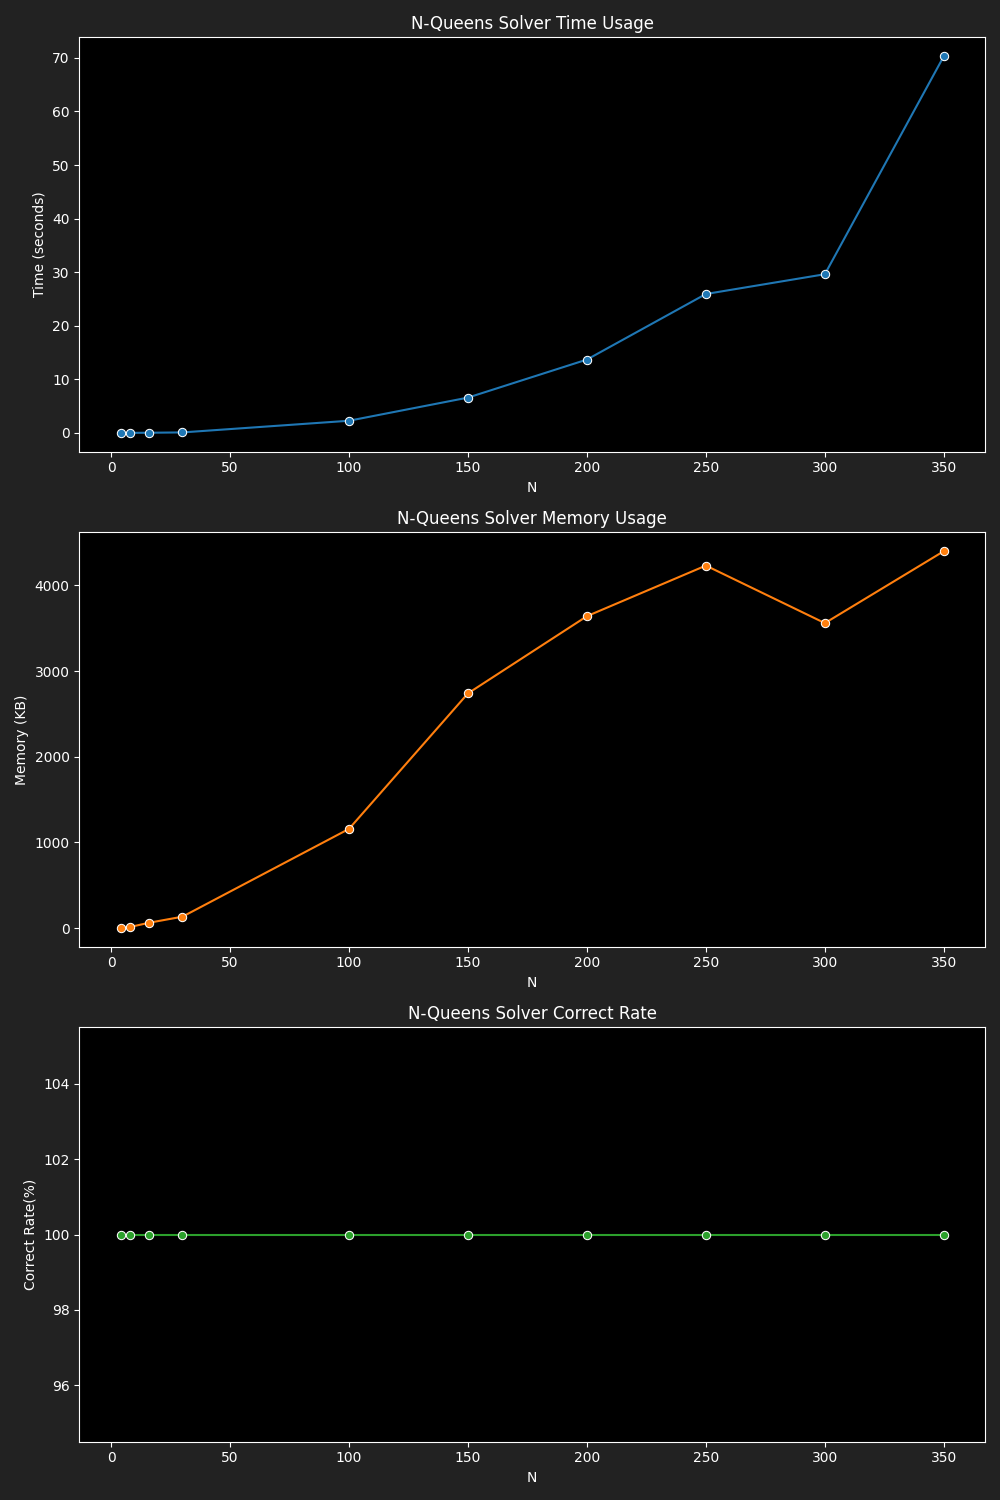 N-Queens Solver Time Usage
70
60
50
40
30
20
10
0
Time (seconds)
0 50 100 150 200 250 300 350
N
N-Queens Solver Memory Usage
4000
3000
2000
1000
0
Memory (KB)
0 50 100 150 200 250 300 350
N
N-Queens Solver Correct Rate
104
102
100
98
96
Correct Rate(%)
0 50 100 150 200 250 300 350
N